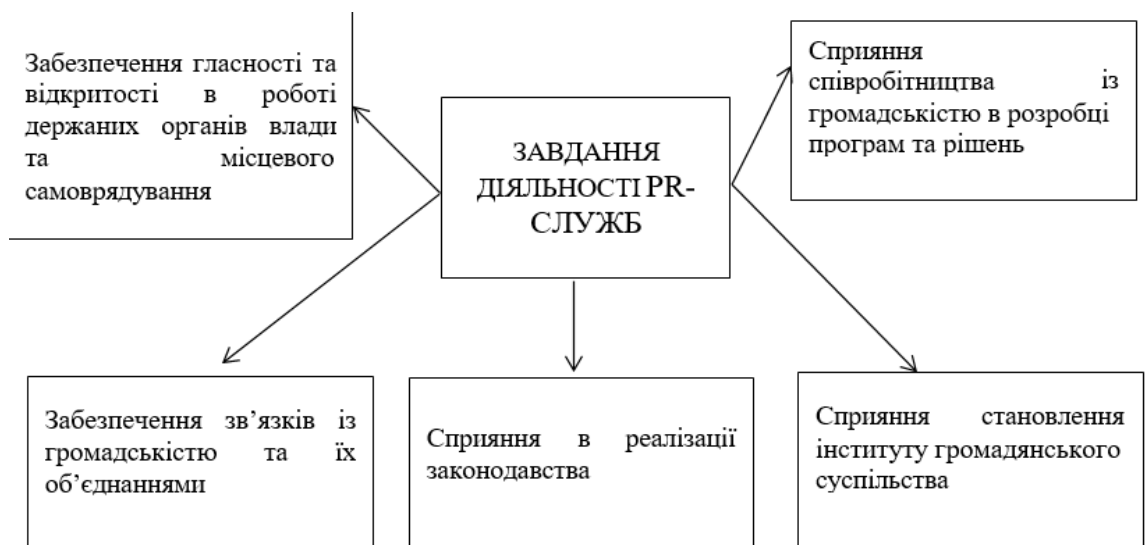 Забезпечення гласності та
відкритості в роботі
держаних органів влади
та місцевого
самоврядування
Сприяння
співробітництва із
громадськістю в розробці
програм та рішень
ЗАВДАННЯ
ДІЯЛЬНОСТІ PR-
СЛУЖБ
Забезпечення зв’язків із
громадськістю та їх
об’єднаннями
Сприяння в реалізації
законодавства
Сприяння становлення
інституту громадянського
суспільства